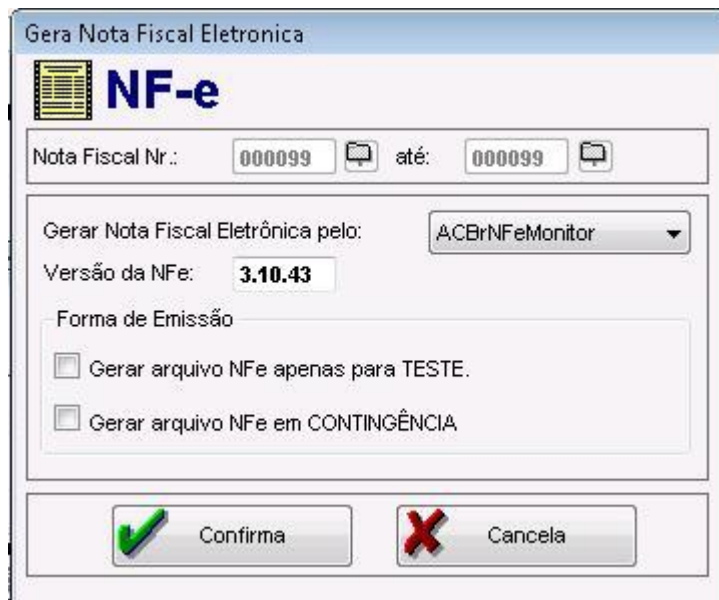 Gera Nota Fiscal Eletronica
NF-e
Nota Fiscal Nr.: 000099 até: 000099
Gerar Nota Fiscal Eletrônica pelo: ACBrNFeMonitor
Versão da NFe: 3.10.43
Forma de Emissão
Gerar arquivo NFe apenas para TESTE.
Gerar arquivo NFe em CONTINGÊNCIA
Confirma Cancela